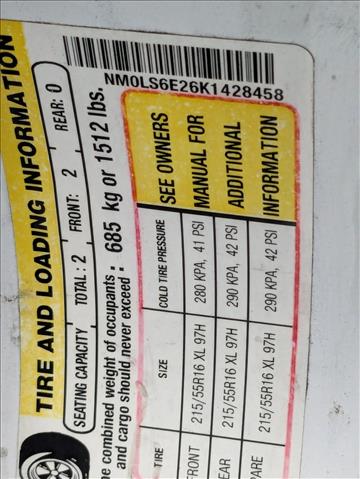 TIRE AND LOADING INFORMATION
SEATING CAPACITY TOTAL : 2 FRONT: 2 REAR: 0
he combined weight of occupants : 685 kg or 1512 lbs.
and cargo should never exceed :
NM0LS6E26K1428458
TIRE SIZE COLD TIRE PRESSURE SEE OWNERS
FRONT 215/55R16 XL 97H 280 KPA, 41 PSI MANUAL FOR
EAR 215/55R16 XL 97H 290 KPA, 42 PSI ADDITIONAL
PARE 215/55R16 XL 97H 290 KPA, 42 PSI INFORMATION